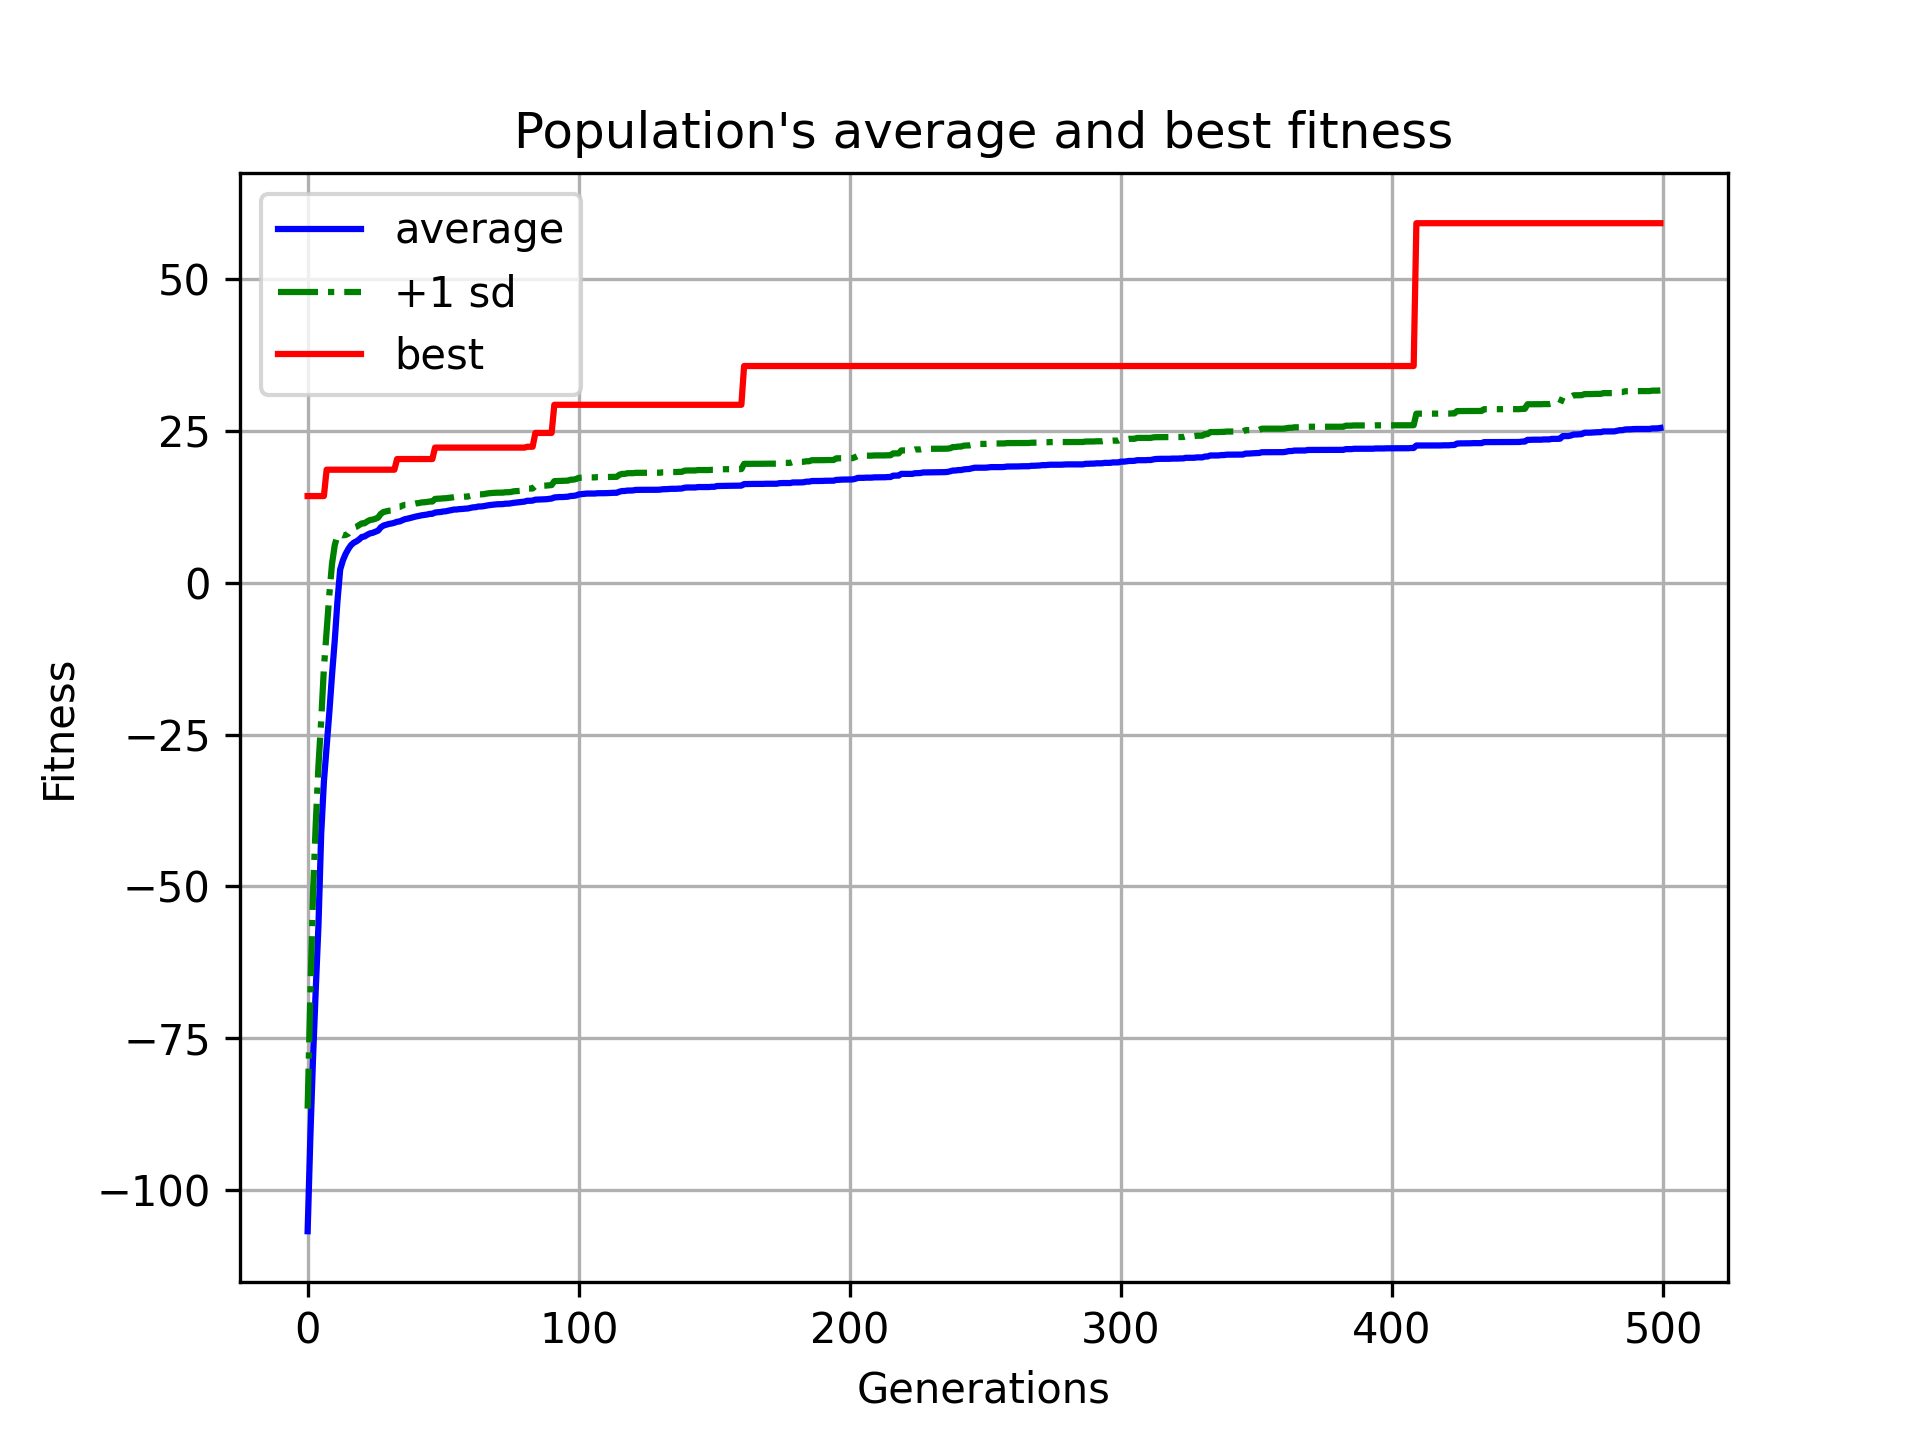 Population's average and best fitness
average
+1 sd
best
50
25
0
−25
−50
−75
−100
Fitness
0 100 200 300 400 500
Generations